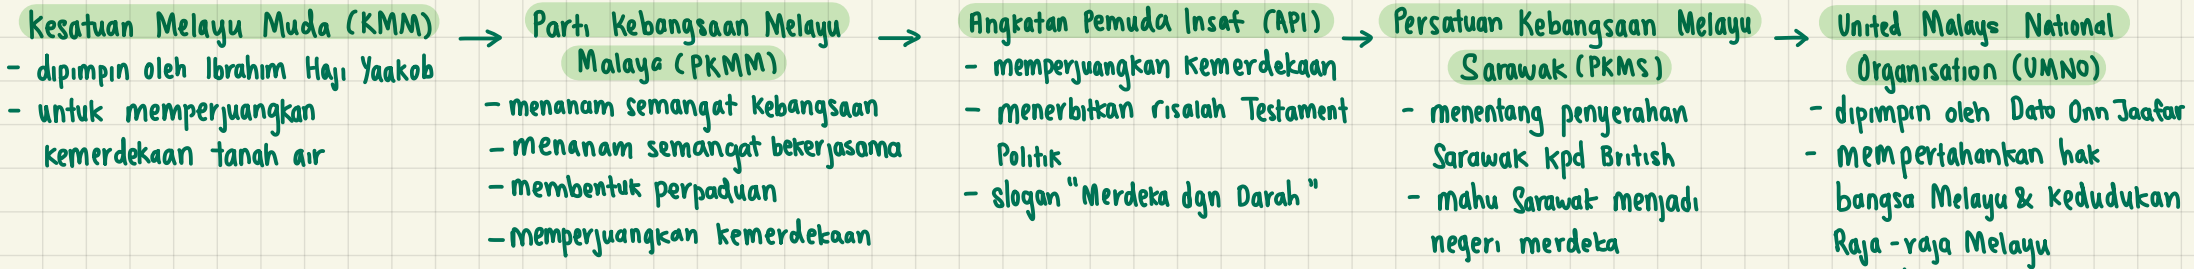 Kesatuan Melayu Muda (KMM) →
- dipimpin oleh Ibrahim Haji Yaakob
- untuk memperjuangkan
kemerdekaan tanah air
Parti Kebangsaan Melayu →
Malaya (PKMM)
- menanam semangat kebangsaan
- menanam semangat bekerjasama
- membentuk perpaduan
- memperjuangkan kemerdekaan
Angkatan Pemuda Insaf (API) →
- memperjuangkan kemerdekaan
- menerbitkan risalah Testament
Politik
- slogan "Merdeka dgn Darah"
Persatuan Kebangsaan Melayu →
Sarawak (PKMS)
- menentang penyerahan
Sarawak kpd British
- mahu Sarawak menjadi
negeri merdeka
United Malays National
Organisation (UMNO)
- dipimpin oleh Dato Onn Jaafar
- mempertahankan hak
bangsa Melayu & kedudukan
Raja-raja Melayu